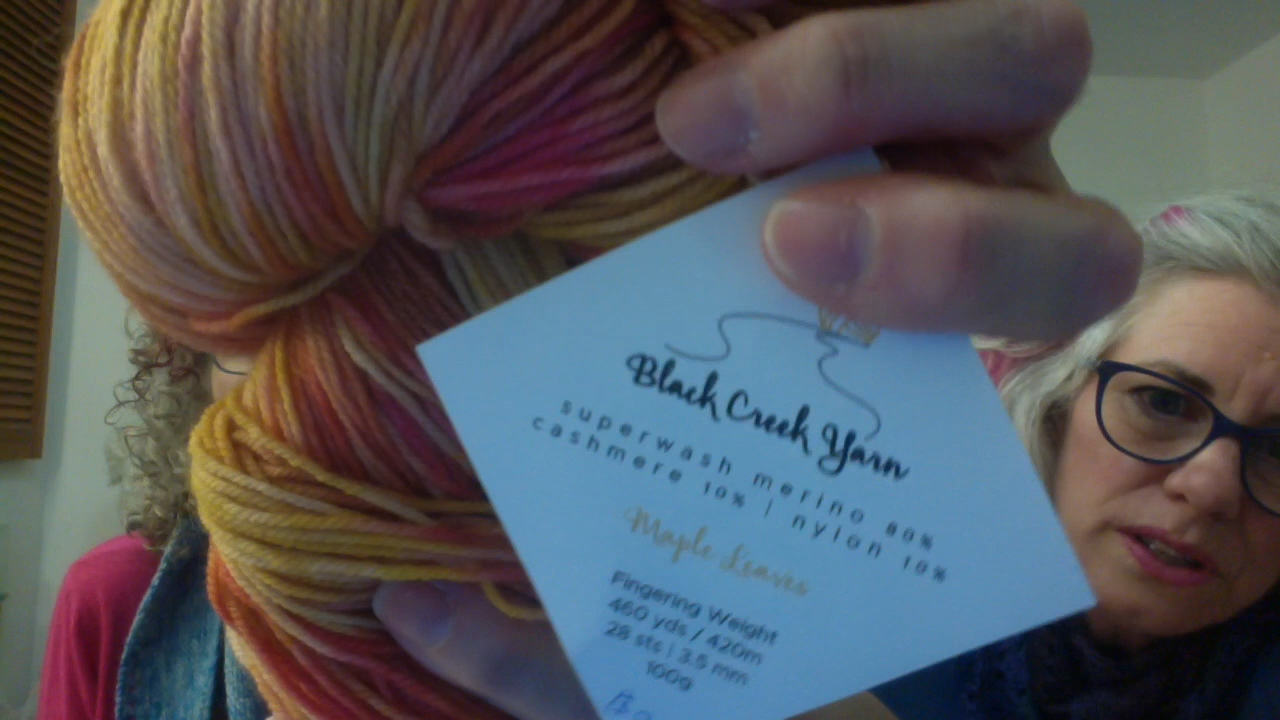 Black Creek Yarn
superwash merino 80%
cashmere 10% | nylon 10%
Maple Leaves
Fingering Weight
460 yds / 420m
28 sts | 3.5 mm
100g